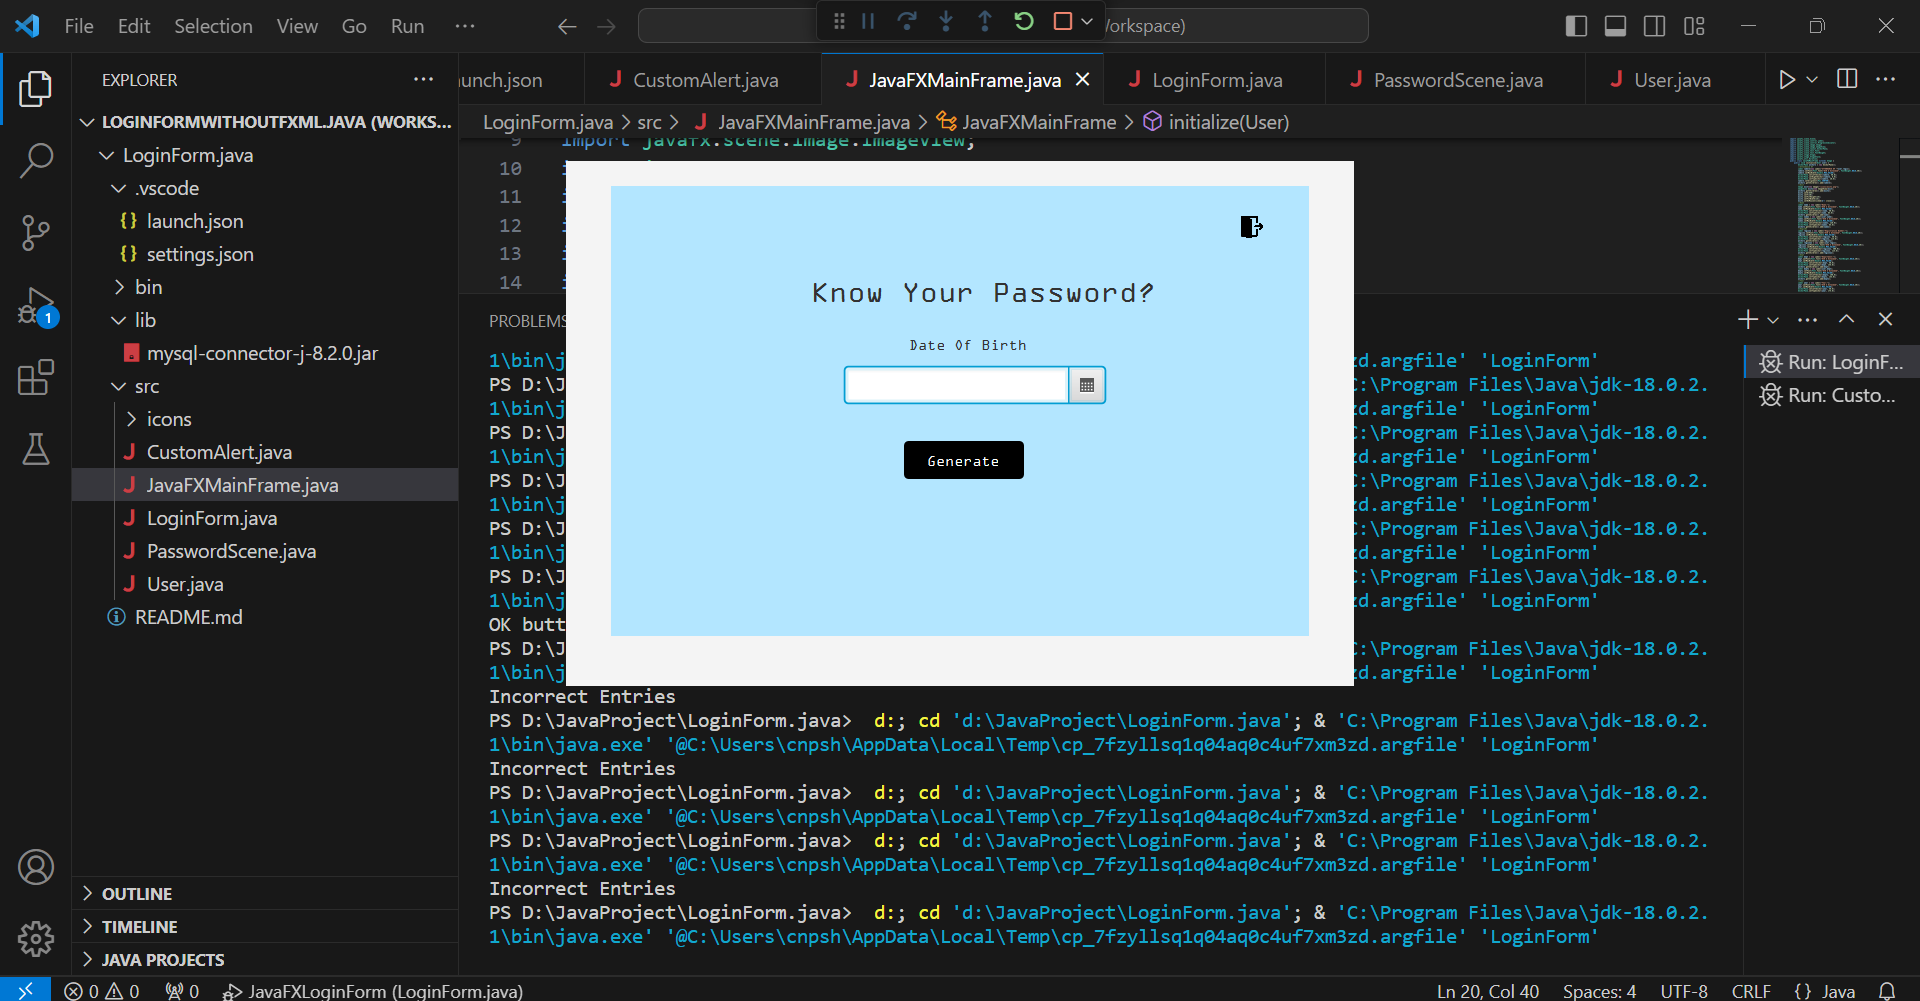 File Edit Selection View Go Run ··· /orkspace)
EXPLORER ···
LOGINFORMWITHOUTFXML.JAVA (WORKS...
LoginForm.java
.vscode
{} launch.json
{} settings.json
bin
lib
mysql-connector-j-8.2.0.jar
src
icons
J CustomAlert.java
J JavaFXMainFrame.java
J LoginForm.java
J PasswordScene.java
J User.java
README.md
OUTLINE
TIMELINE
JAVA PROJECTS
1
unch.json J CustomAlert.java J JavaFXMainFrame.java J LoginForm.java J PasswordScene.java J User.java
LoginForm.java > src > J JavaFXMainFrame.java > JavaFXMainFrame > initialize(User)
9 import javafx.scene.image.ImageView;
10
11
12
13
14
Know Your Password?
Date Of Birth
Generate
PROBLEMS
1\bin\j zd.argfile' 'LoginForm'
PS D:\J C:\Program Files\Java\jdk-18.0.2.
1\bin\j zd.argfile' 'LoginForm'
PS D:\J C:\Program Files\Java\jdk-18.0.2.
1\bin\j zd.argfile' 'LoginForm'
PS D:\J C:\Program Files\Java\jdk-18.0.2.
1\bin\j zd.argfile' 'LoginForm'
PS D:\J C:\Program Files\Java\jdk-18.0.2.
1\bin\j zd.argfile' 'LoginForm'
PS D:\J C:\Program Files\Java\jdk-18.0.2.
1\bin\j zd.argfile' 'LoginForm'
OK butt
PS D:\J C:\Program Files\Java\jdk-18.0.2.
1\bin\j zd.argfile' 'LoginForm'
Incorrect Entries
PS D:\JavaProject\LoginForm.java> d:; cd 'd:\JavaProject\LoginForm.java'; & 'C:\Program Files\Java\jdk-18.0.2.
1\bin\java.exe' '@C:\Users\cnpsh\AppData\Local\Temp\cp_7fzyllsq1q04aq0c4uf7xm3zd.argfile' 'LoginForm'
Incorrect Entries
PS D:\JavaProject\LoginForm.java> d:; cd 'd:\JavaProject\LoginForm.java'; & 'C:\Program Files\Java\jdk-18.0.2.
1\bin\java.exe' '@C:\Users\cnpsh\AppData\Local\Temp\cp_7fzyllsq1q04aq0c4uf7xm3zd.argfile' 'LoginForm'
PS D:\JavaProject\LoginForm.java> d:; cd 'd:\JavaProject\LoginForm.java'; & 'C:\Program Files\Java\jdk-18.0.2.
1\bin\java.exe' '@C:\Users\cnpsh\AppData\Local\Temp\cp_7fzyllsq1q04aq0c4uf7xm3zd.argfile' 'LoginForm'
Incorrect Entries
PS D:\JavaProject\LoginForm.java> d:; cd 'd:\JavaProject\LoginForm.java'; & 'C:\Program Files\Java\jdk-18.0.2.
1\bin\java.exe' '@C:\Users\cnpsh\AppData\Local\Temp\cp_7fzyllsq1q04aq0c4uf7xm3zd.argfile' 'LoginForm'
Run: LoginF...
Run: Custo...
0 0 0 JavaFXLoginForm (LoginForm.java) Ln 20, Col 40 Spaces: 4 UTF-8 CRLF {} Java